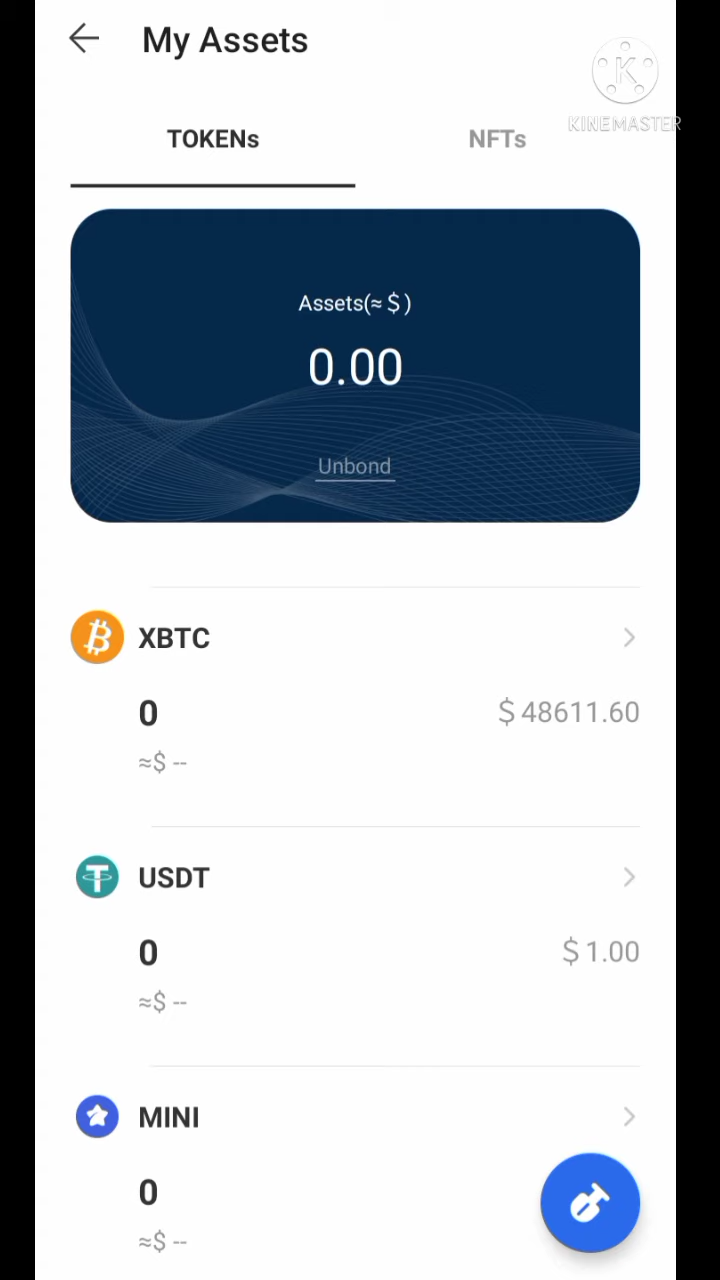 My Assets
KINEMASTER
TOKENs
NFTs
Assets(≈ $ )
0.00
Unbond
XBTC
0
$ 48611.60
≈$ --
USDT
0
$ 1.00
≈$ --
MINI
0
≈$ --